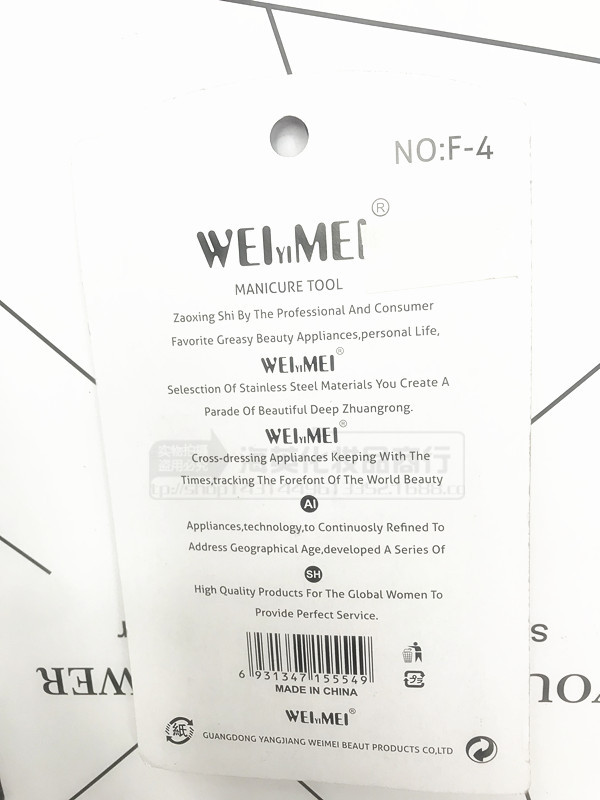 NO:F-4
WEIYIMEI®
MANICURE TOOL
Zaoxing Shi By The Professional And Consumer
Favorite Greasy Beauty Appliances,personal Life,
WEIYIMEI®
Selesction Of Stainless Steel Materials You Create A
Parade Of Beautiful Deep Zhuangrong.
WEIYIMEI®
Cross-dressing Appliances Keeping With The
Times,tracking The Forefont Of The World Beauty
AI
Appliances,technology,to Continuosly Refined To
Address Geographical Age,developed A Series Of
SH
High Quality Products For The Global Women To
Provide Perfect Service.
6 931347 155549
MADE IN CHINA
WEIYIMEI®
紙
プラ
GUANGDONG YANGJIANG WEIMEI BEAUT PRODUCTS CO,LTD